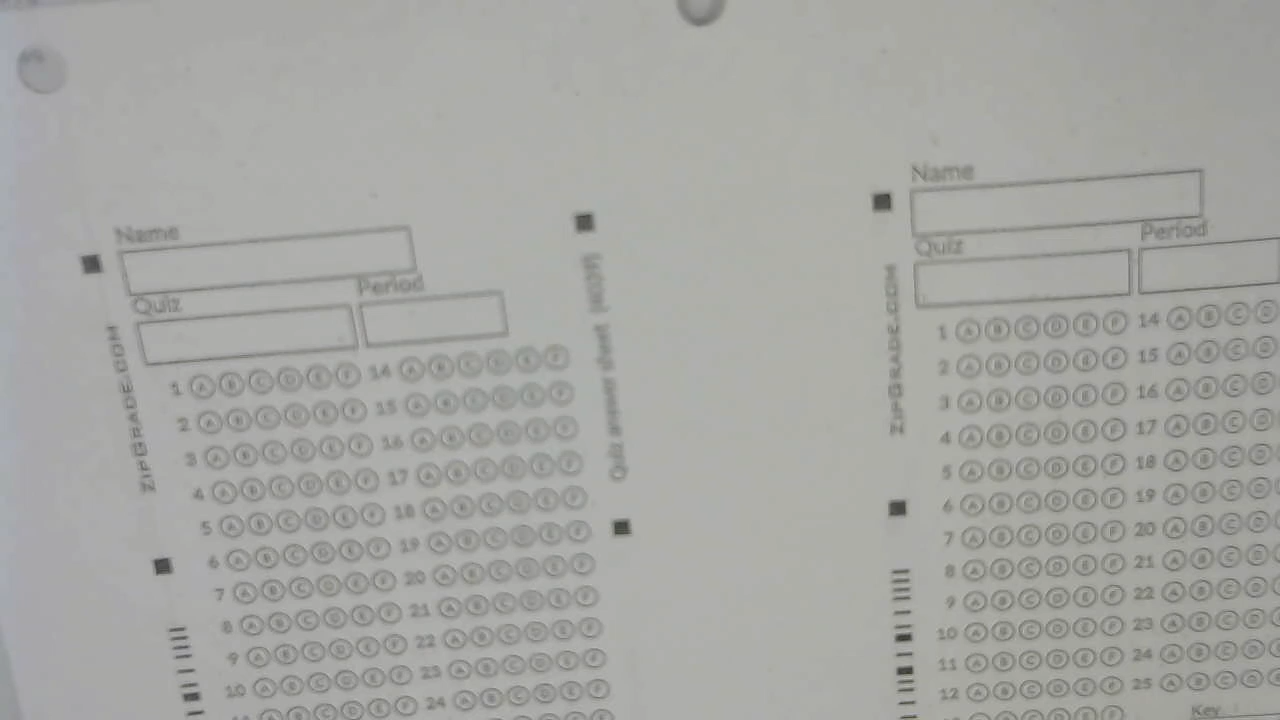 Name
Quiz Period
ZIPGRADE.COM
1 A B C D E F 14 A B C D E F
2 A B C D E F 15 A B C D E F
3 A B C D E F 16 A B C D E F
4 A B C D E F 17 A B C D E F
5 A B C D E F 18 A B C D E F
6 A B C D E F 19 A B C D E F
7 A B C D E F 20 A B C D E F
8 A B C D E F 21 A B C D E F
9 A B C D E F 22 A B C D E F
10 A B C D E F 23 A B C D E F
A B C D E F 24 A B C D E F
Quiz answer sheet
Name
Quiz Period
ZIPGRADE.COM
1 A B C D E F 14 A B C D
2 A B C D E F 15 A B C D
3 A B C D E F 16 A B C D
4 A B C D E F 17 A B C D
5 A B C D E F 18 A B C D
6 A B C D E F 19 A B C D
7 A B C D E F 20 A B C D
8 A B C D E F 21 A B C D
9 A B C D E F 22 A B C D
10 A B C D E F 23 A B C D
11 A B C D E F 24 A B C D
12 A B C D E F 25 A B C D
Key